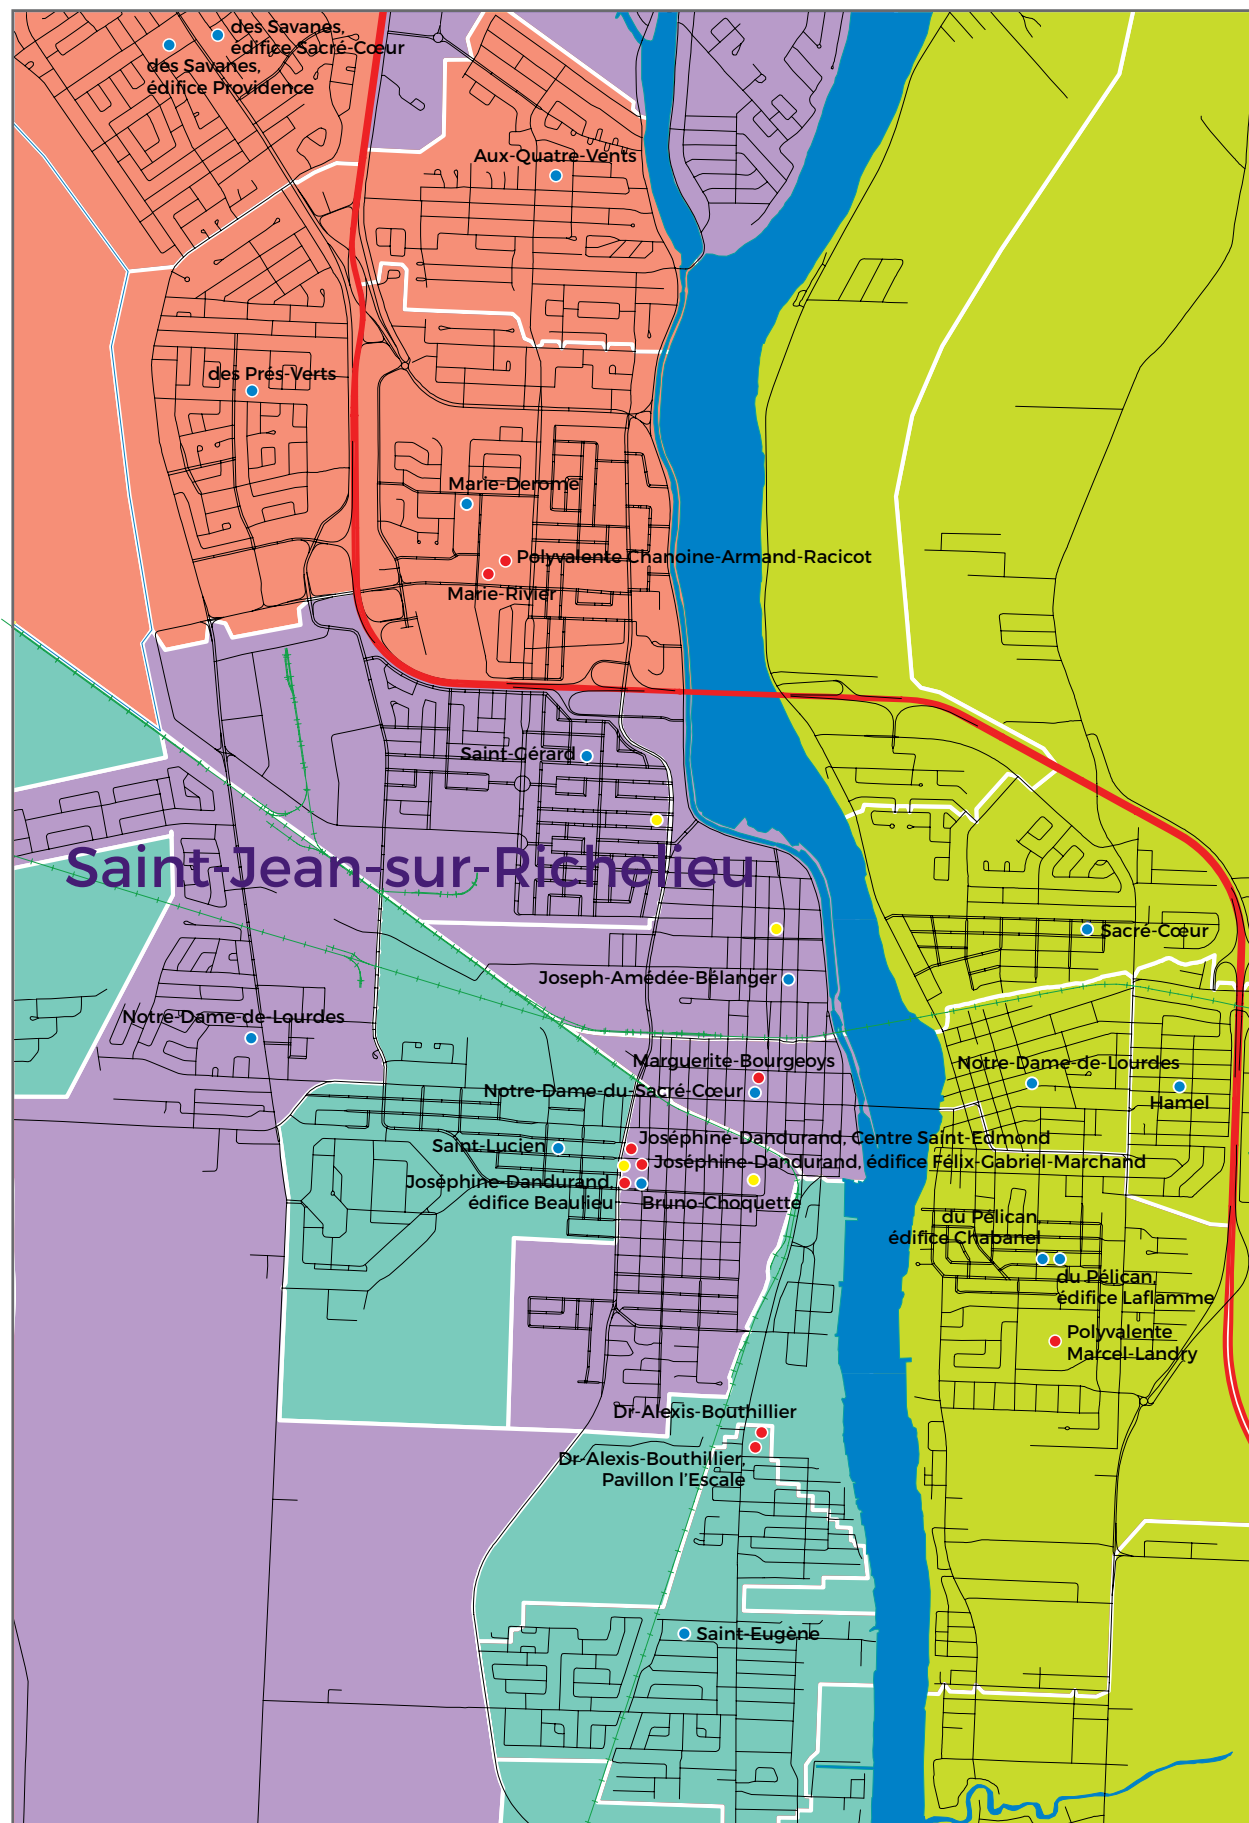 des Savanes,
édifice Sacré-Cœur
des Savanes,
édifice Providence
Aux-Quatre-Vents
des Prés-Verts
Marie-Derome
Polyvalente Chanoine-Armand-Racicot
Marie-Rivier
Saint-Gérard
Saint-Jean-sur-Richelieu
Sacré-Cœur
Joseph-Amédée-Bélanger
Notre-Dame-de-Lourdes
Marguerite-Bourgeoys
Notre-Dame-de-Lourdes
Notre-Dame-du-Sacré-Cœur
Hamel
Joséphine-Dandurand, Centre Saint-Edmond
Saint-Lucien
Joséphine-Dandurand, édifice Félix-Gabriel-Marchand
Joséphine-Dandurand,
édifice Beaulieu
Bruno-Choquette
du Pélican,
édifice Chabanel
du Pélican,
édifice Laflamme
Polyvalente
Marcel-Landry
Dr-Alexis-Bouthillier
Dr-Alexis-Bouthillier,
Pavillon l'Escale
Saint-Eugène